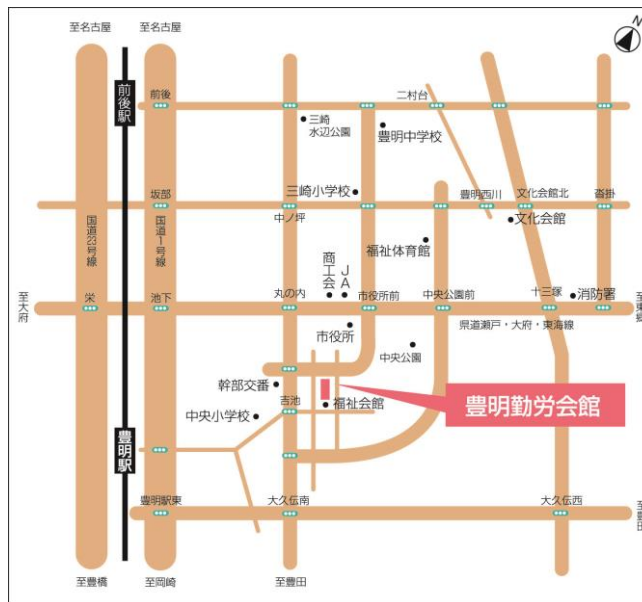 至名古屋
至名古屋
N
前後駅
前後
二村台
三崎
水辺公園
豊明中学校
三崎小学校
坂部
中ノ坪
豊明西川
文化会館北
沓掛
文化会館
国道23号線
国道1号線
福祉体育館
商工会
JA
至大府
栄
池下
丸の内
市役所前
中央公園前
十三塚
消防署
至東郷
県道瀬戸・大府・東海線
市役所
中央公園
幹部交番
吉池
福祉会館
豊明勤労会館
中央小学校
豊明駅
豊明駅東
大久伝南
大久伝西
至豊田
至豊橋
至岡崎
至豊田